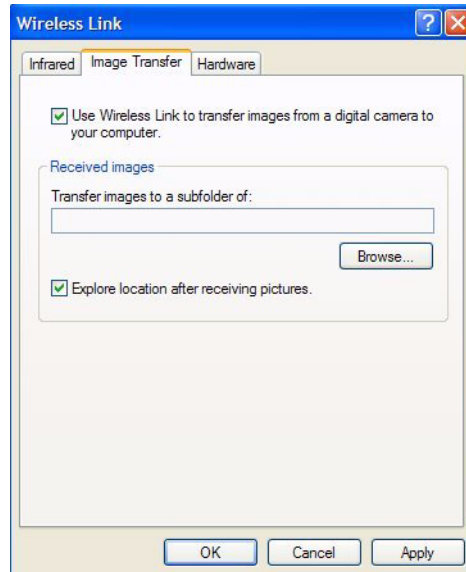 Wireless Link
Infrared Image Transfer Hardware
Use Wireless Link to transfer images from a digital camera to
your computer.
Received images
Transfer images to a subfolder of:
Browse...
Explore location after receiving pictures.
OK Cancel Apply